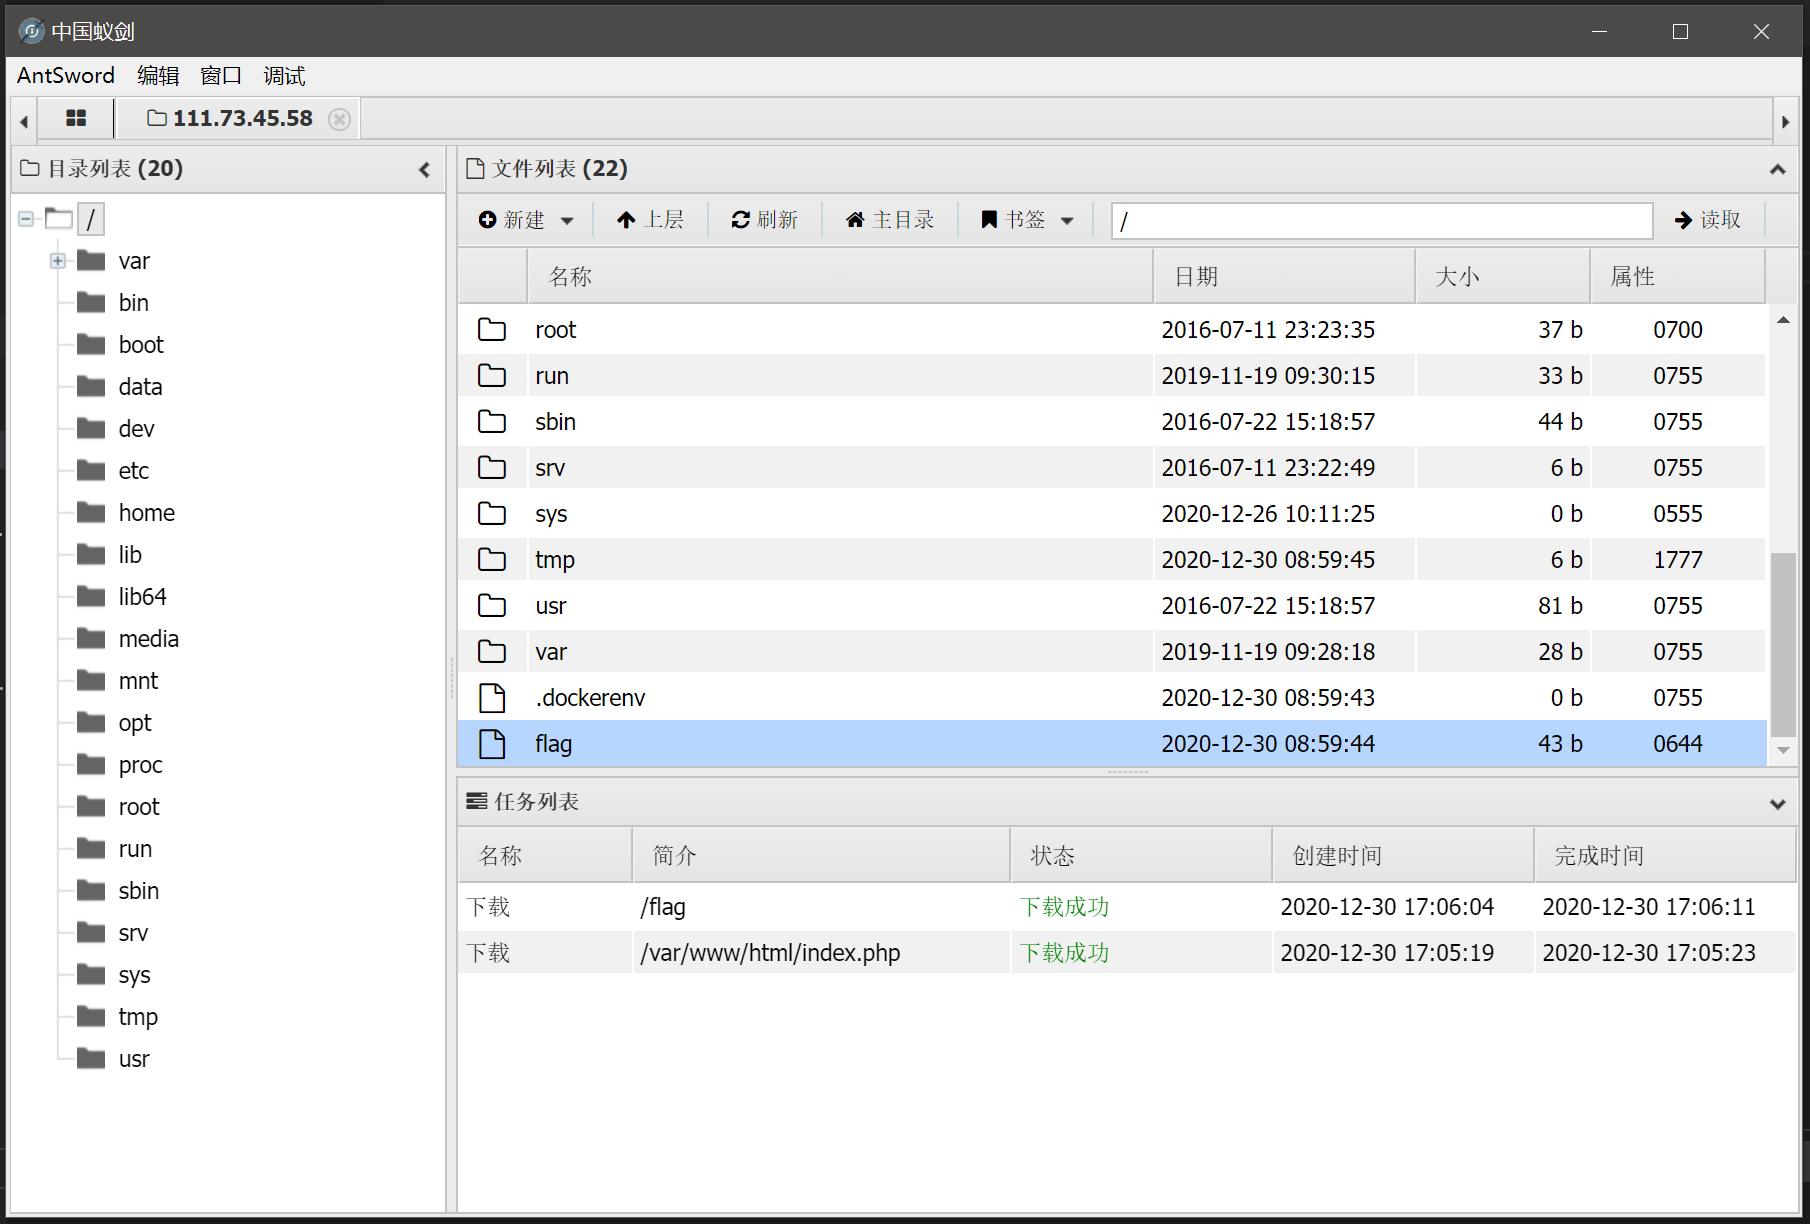 中国蚁剑
AntSword 编辑 窗口 调试
111.73.45.58
目录列表 (20)
/
var
bin
boot
data
dev
etc
home
lib
lib64
media
mnt
opt
proc
root
run
sbin
srv
sys
tmp
usr
文件列表 (22)
新建 上层 刷新 主目录 书签 / 读取
名称 日期 大小 属性
root 2016-07-11 23:23:35 37 b 0700
run 2019-11-19 09:30:15 33 b 0755
sbin 2016-07-22 15:18:57 44 b 0755
srv 2016-07-11 23:22:49 6 b 0755
sys 2020-12-26 10:11:25 0 b 0555
tmp 2020-12-30 08:59:45 6 b 1777
usr 2016-07-22 15:18:57 81 b 0755
var 2019-11-19 09:28:18 28 b 0755
.dockerenv 2020-12-30 08:59:43 0 b 0755
flag 2020-12-30 08:59:44 43 b 0644
任务列表
名称 简介 状态 创建时间 完成时间
下载 /flag 下载成功 2020-12-30 17:06:04 2020-12-30 17:06:11
下载 /var/www/html/index.php 下载成功 2020-12-30 17:05:19 2020-12-30 17:05:23